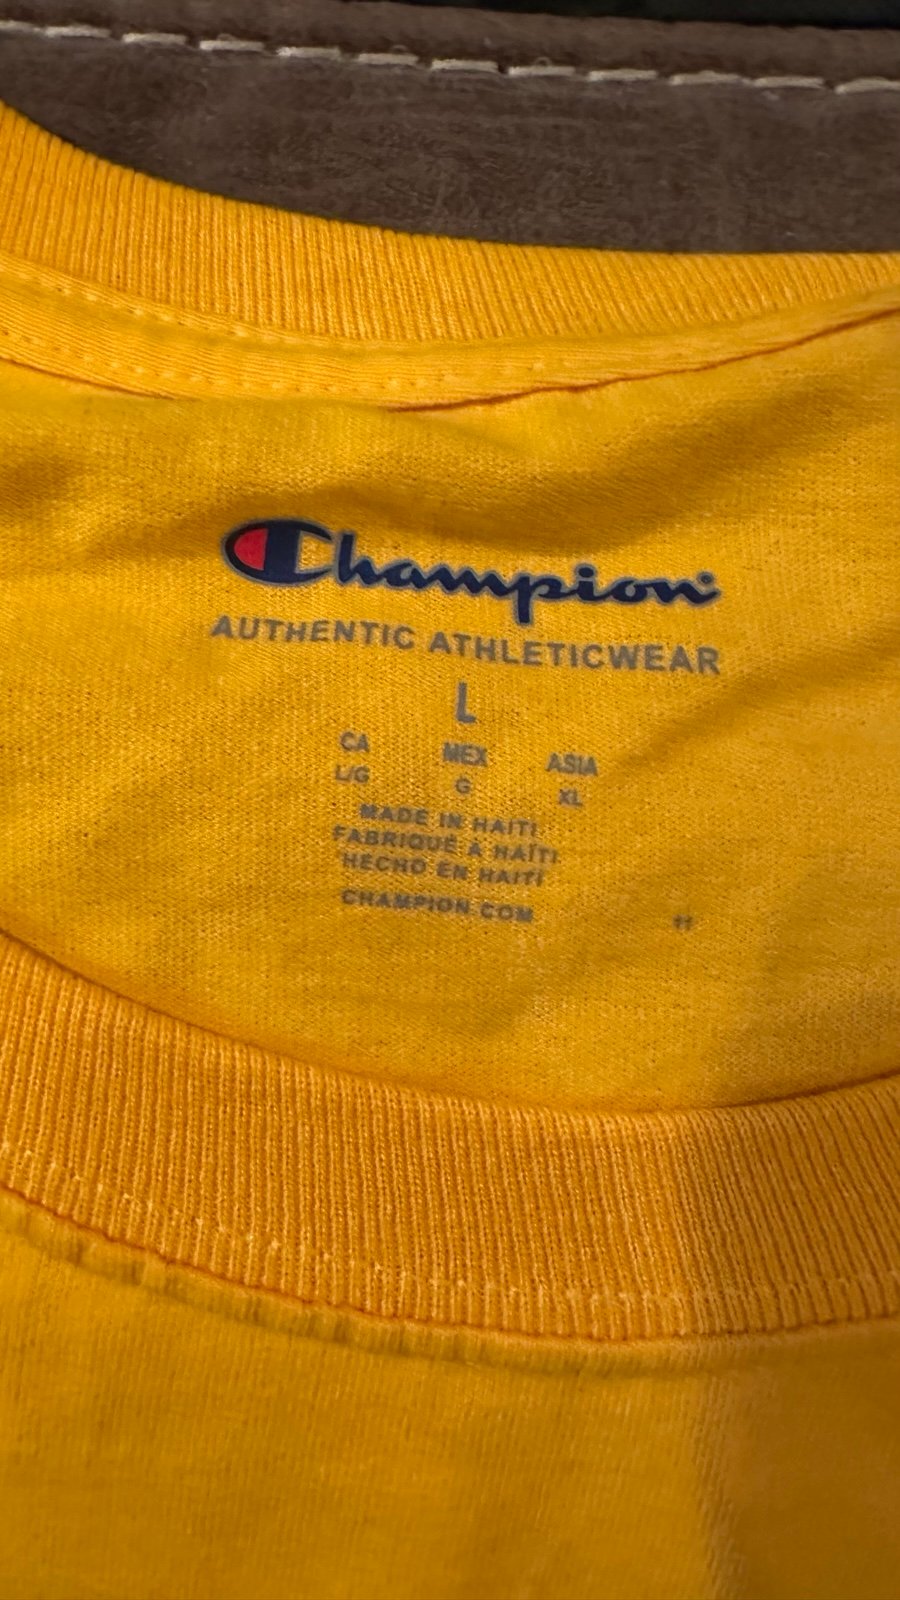 Champion
AUTHENTIC ATHLETICWEAR
L
CA MEX ASIA
L/G G XL
MADE IN HAITI
FABRIQUÉ À HAÏTI
HECHO EN HAITÍ
CHAMPION.COM